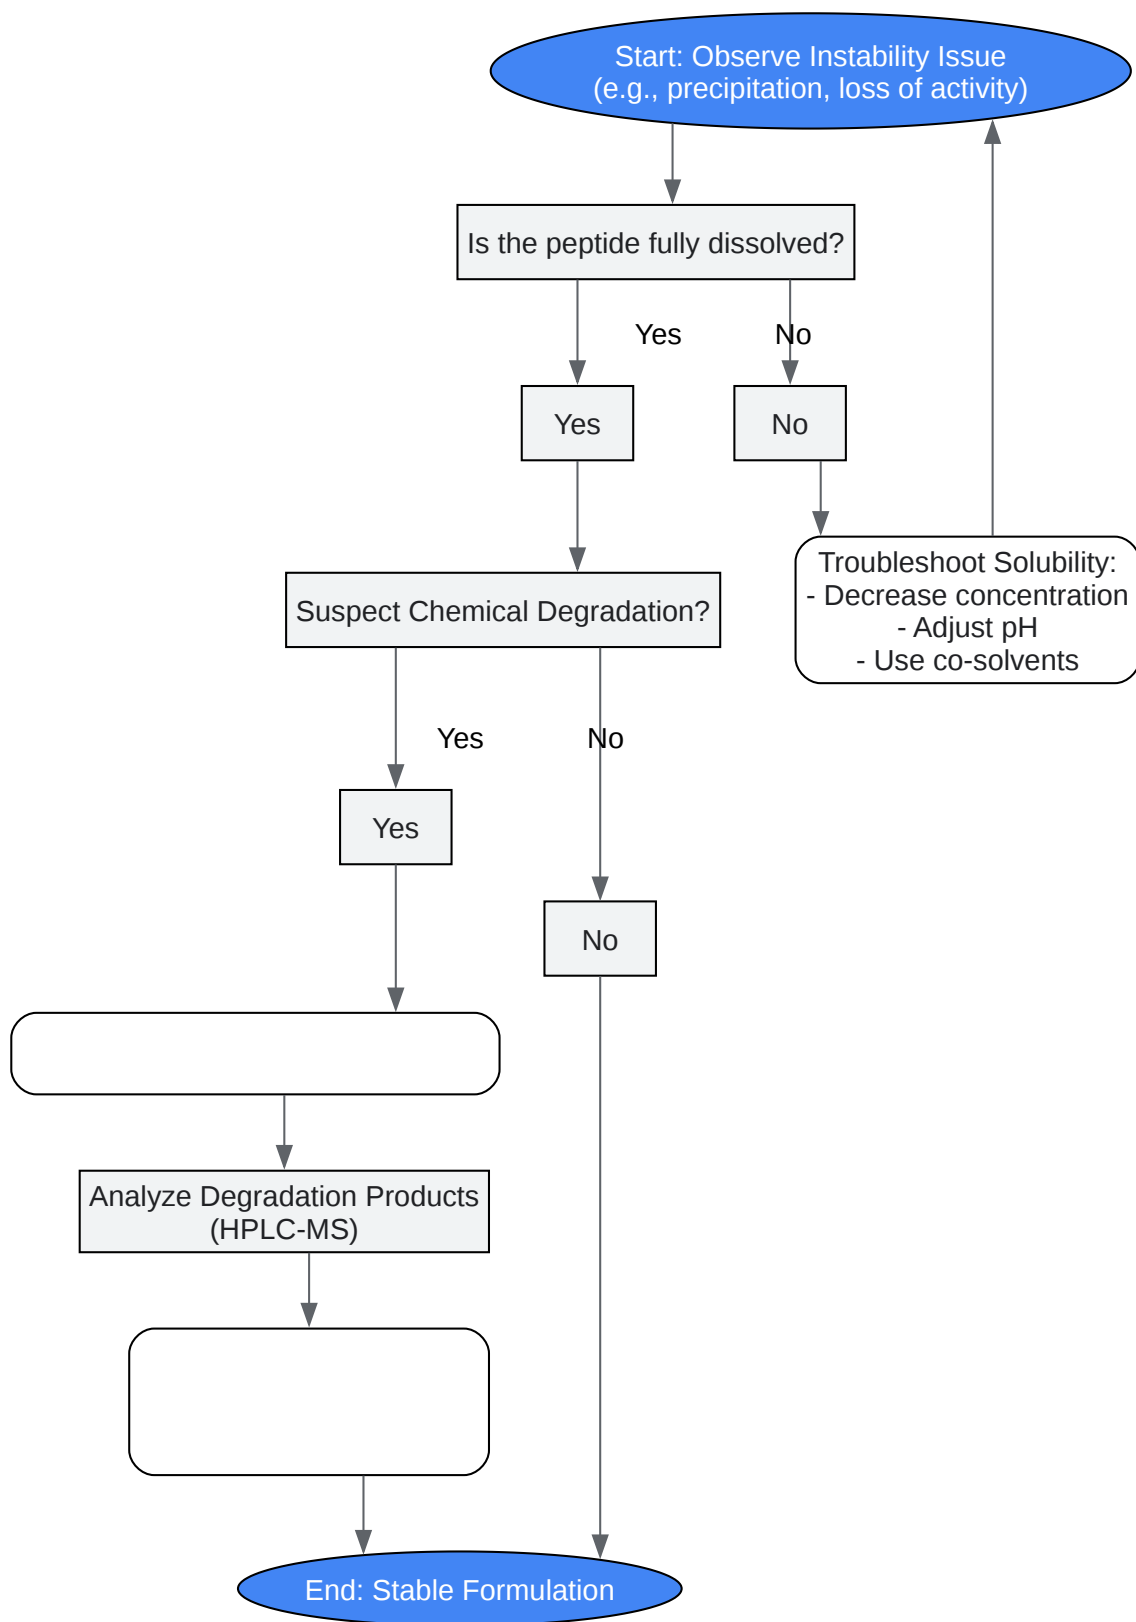 Start: Observe Instability Issue
(e.g., precipitation, loss of activity)
Is the peptide fully dissolved?
Yes
No
Yes
No
Suspect Chemical Degradation?
Troubleshoot Solubility:
- Decrease concentration
- Adjust pH
- Use co-solvents
Yes
No
Yes
No
Analyze Degradation Products
(HPLC-MS)
End: Stable Formulation